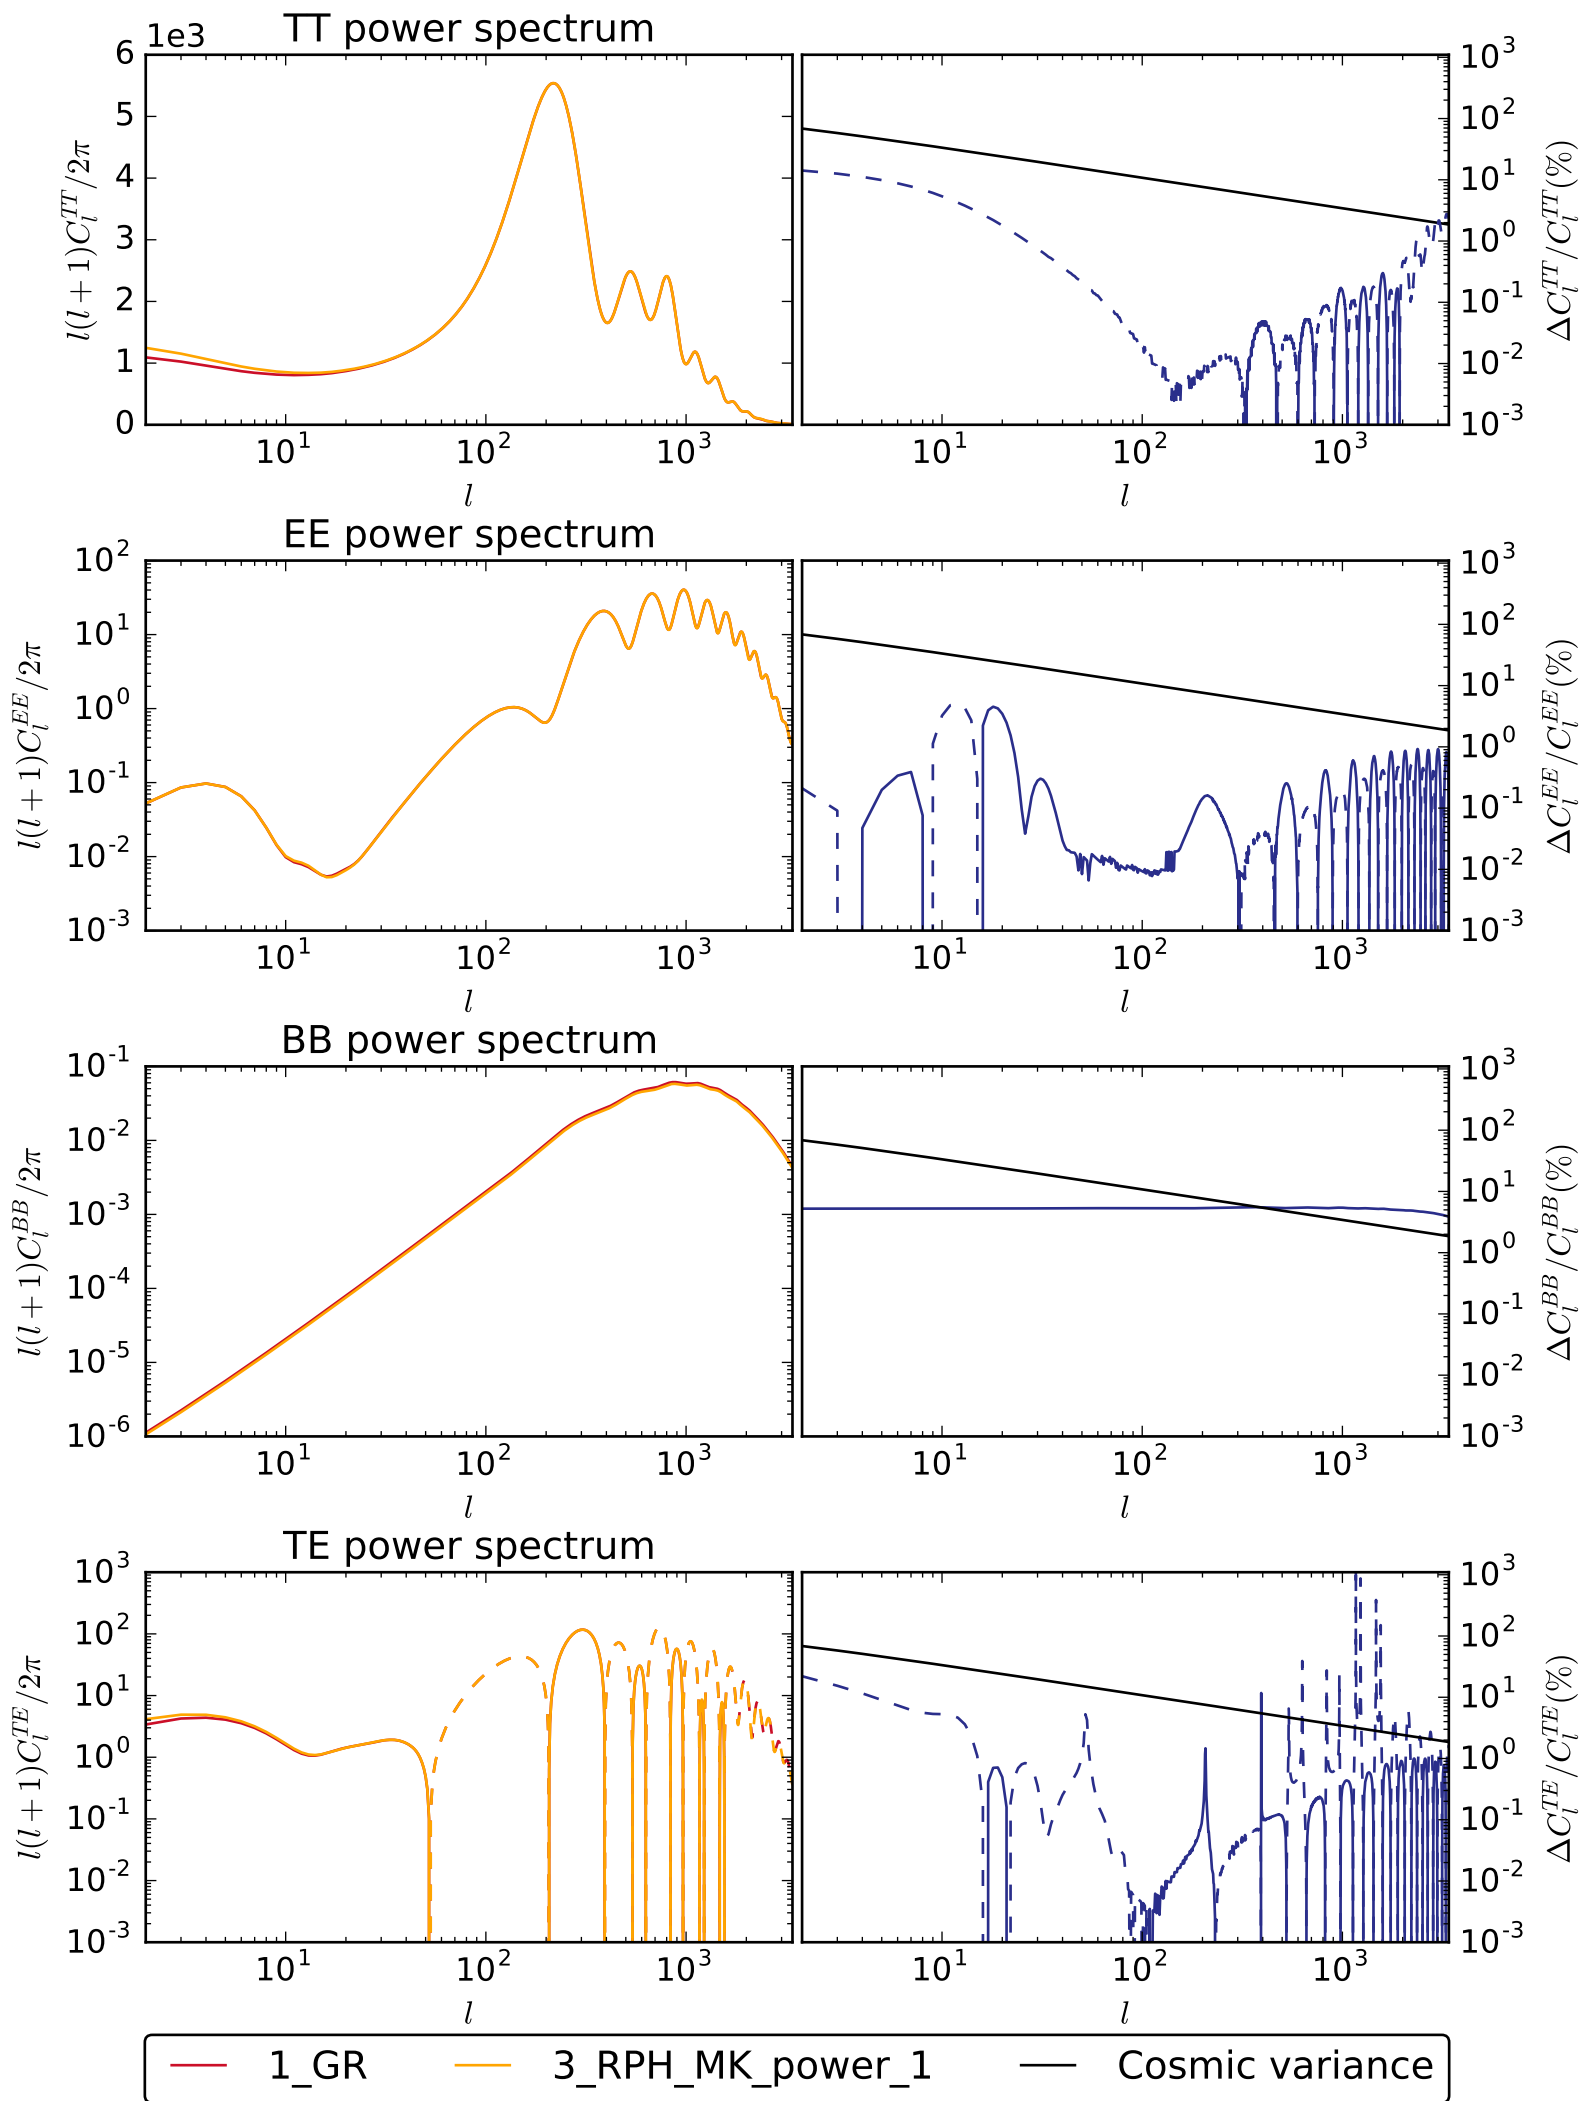 TT power spectrum
1e3
6
5
4
3
2
1
0
l(l + 1)C_l^{TT}/2π
10^1 10^2 10^3
l
10^3
10^2
10^1
10^0
10^-1
10^-2
10^-3
ΔC_l^{TT}/C_l^{TT}(%)
10^1 10^2 10^3
l
EE power spectrum
10^2
10^1
10^0
10^-1
10^-2
10^-3
l(l + 1)C_l^{EE}/2π
10^1 10^2 10^3
l
10^3
10^2
10^1
10^0
10^-1
10^-2
10^-3
ΔC_l^{EE}/C_l^{EE}(%)
10^1 10^2 10^3
l
BB power spectrum
10^-1
10^-2
10^-3
10^-4
10^-5
10^-6
l(l + 1)C_l^{BB}/2π
10^1 10^2 10^3
l
10^3
10^2
10^1
10^0
10^-1
10^-2
10^-3
ΔC_l^{BB}/C_l^{BB}(%)
10^1 10^2 10^3
l
TE power spectrum
10^3
10^2
10^1
10^0
10^-1
10^-2
10^-3
l(l + 1)C_l^{TE}/2π
10^1 10^2 10^3
l
10^3
10^2
10^1
10^0
10^-1
10^-2
10^-3
ΔC_l^{TE}/C_l^{TE}(%)
10^1 10^2 10^3
l
1_GR 3_RPH_MK_power_1 Cosmic variance